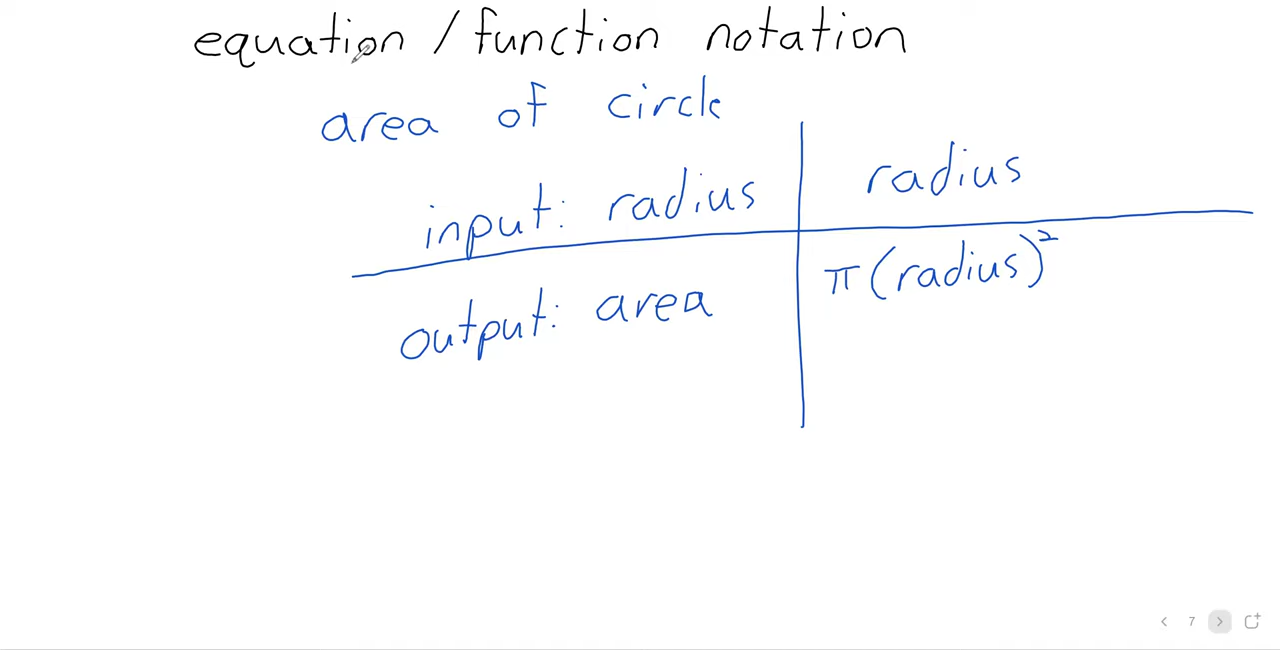 equation / function notation
area of circle
input: radius radius
output: area π(radius)²
7